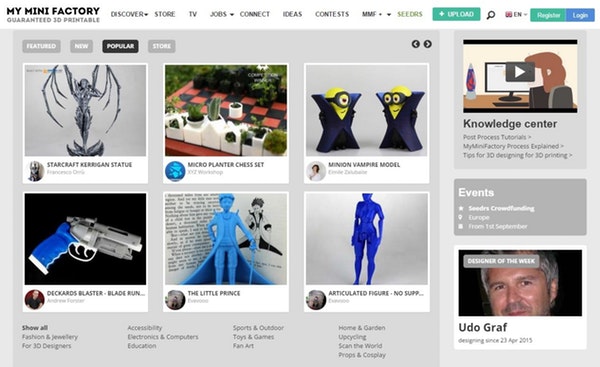 MY MINI FACTORY
GUARANTEED 3D PRINTABLE
DISCOVER STORE TV JOBS CONNECT IDEAS CONTESTS MMF + SEEDRS
UPLOAD
EN
Register
Login
FEATURED NEW POPULAR STORE
COMPETITION
STARCRAFT KERRIGAN STATUE
Francesco Orrù
MICRO PLANTER CHESS SET
XYZ Workshop
MINION VAMPIRE MODEL
DECKARDS BLASTER - BLADE RUN...
Andrew Forster
THE LITTLE PRINCE
ARTICULATED FIGURE - NO SUPP...
Show all
Fashion & Jewellery
For 3D Designers
Accessibility
Electronics & Computers
Education
Sports & Outdoor
Toys & Games
Fan Art
Home & Garden
Upcycling
Scan the World
Props & Cosplay
Knowledge center
Post Process Tutorials >
MyMiniFactory Process Explained >
Tips for 3D designing for 3D printing >
Events
Seedrs Crowdfunding
Europe
From 1st September
DESIGNER OF THE WEEK
Udo Graf
designing since 23 Apr 2015